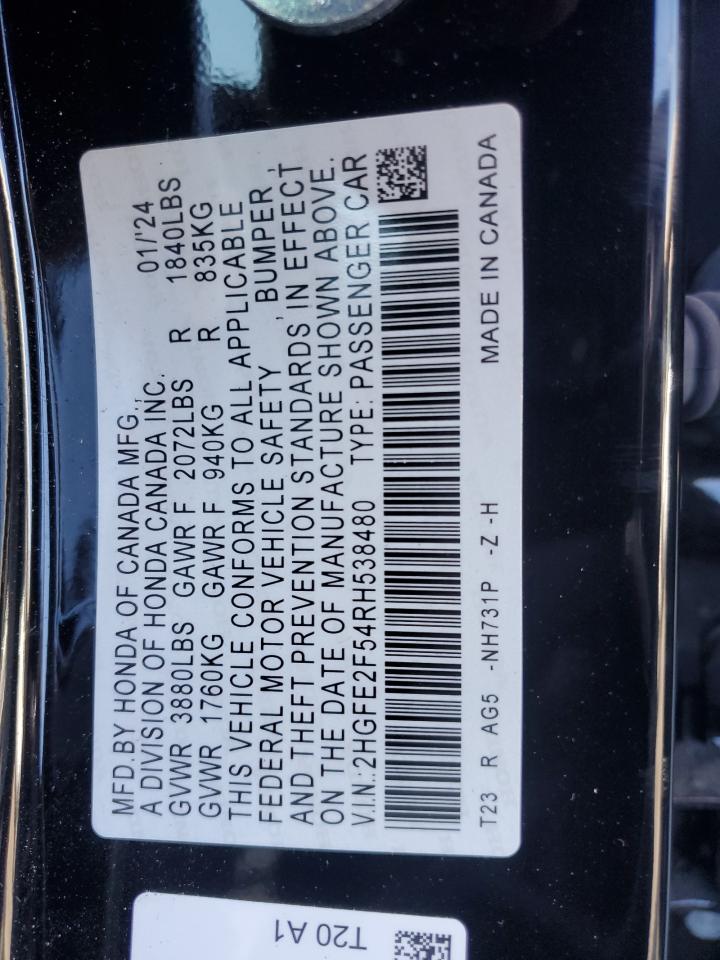 MFD.BY HONDA OF CANADA MFG.,
A DIVISION OF HONDA CANADA INC. 01/'24
GVWR 3880LBS GAWR F 2072LBS R 1840LBS
GVWR 1760KG GAWR F 940KG R 835KG
THIS VEHICLE CONFORMS TO ALL APPLICABLE
FEDERAL MOTOR VEHICLE SAFETY , BUMPER ,
AND THEFT PREVENTION STANDARDS IN EFFECT
ON THE DATE OF MANUFACTURE SHOWN ABOVE.
V.I.N.:2HGFE2F54RH538480 TYPE: PASSENGER CAR
T23 R AG5 -NH731P -Z -H MADE IN CANADA
T20 A1